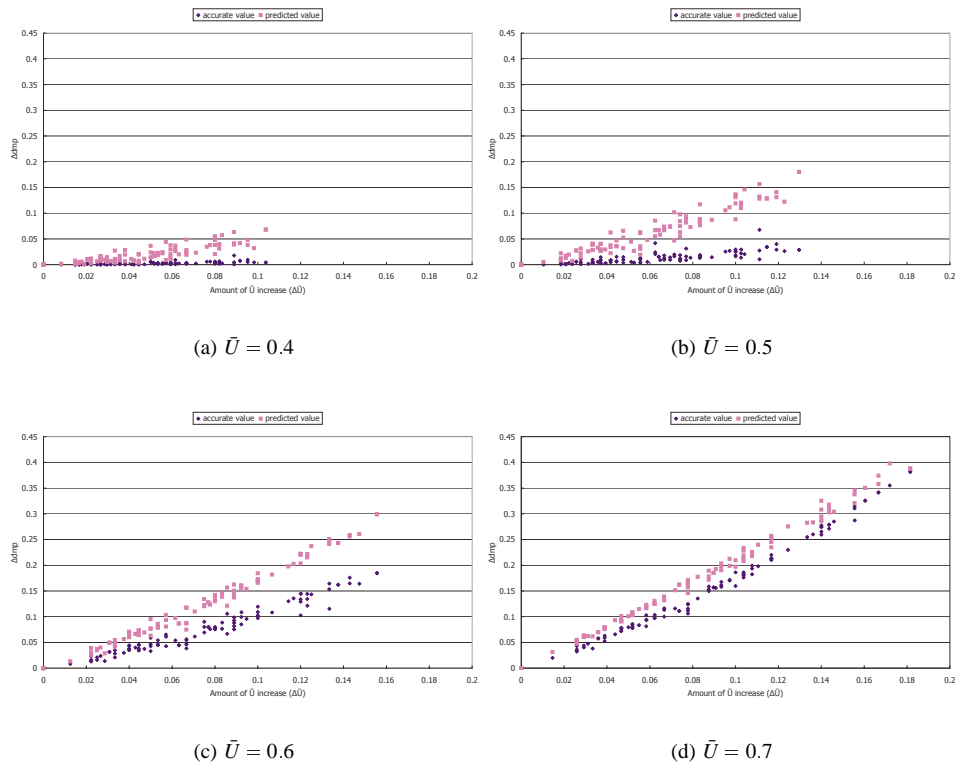 accurate value predicted value
0.45
0.4
0.35
0.3
0.25
0.2
0.15
0.1
0.05
0
Δdmp
0 0.02 0.04 0.06 0.08 0.1 0.12 0.14 0.16 0.18 0.2
Amount of Ū increase (ΔŪ)
(a) Ū = 0.4
accurate value predicted value
0.45
0.4
0.35
0.3
0.25
0.2
0.15
0.1
0.05
0
Δdmp
0 0.02 0.04 0.06 0.08 0.1 0.12 0.14 0.16 0.18 0.2
Amount of Ū increase (ΔŪ)
(b) Ū = 0.5
accurate value predicted value
0.45
0.4
0.35
0.3
0.25
0.2
0.15
0.1
0.05
0
Δdmp
0 0.02 0.04 0.06 0.08 0.1 0.12 0.14 0.16 0.18 0.2
Amount of Ū increase (ΔŪ)
(c) Ū = 0.6
accurate value predicted value
0.45
0.4
0.35
0.3
0.25
0.2
0.15
0.1
0.05
0
Δdmp
0 0.02 0.04 0.06 0.08 0.1 0.12 0.14 0.16 0.18 0.2
Amount of Ū increase (ΔŪ)
(d) Ū = 0.7